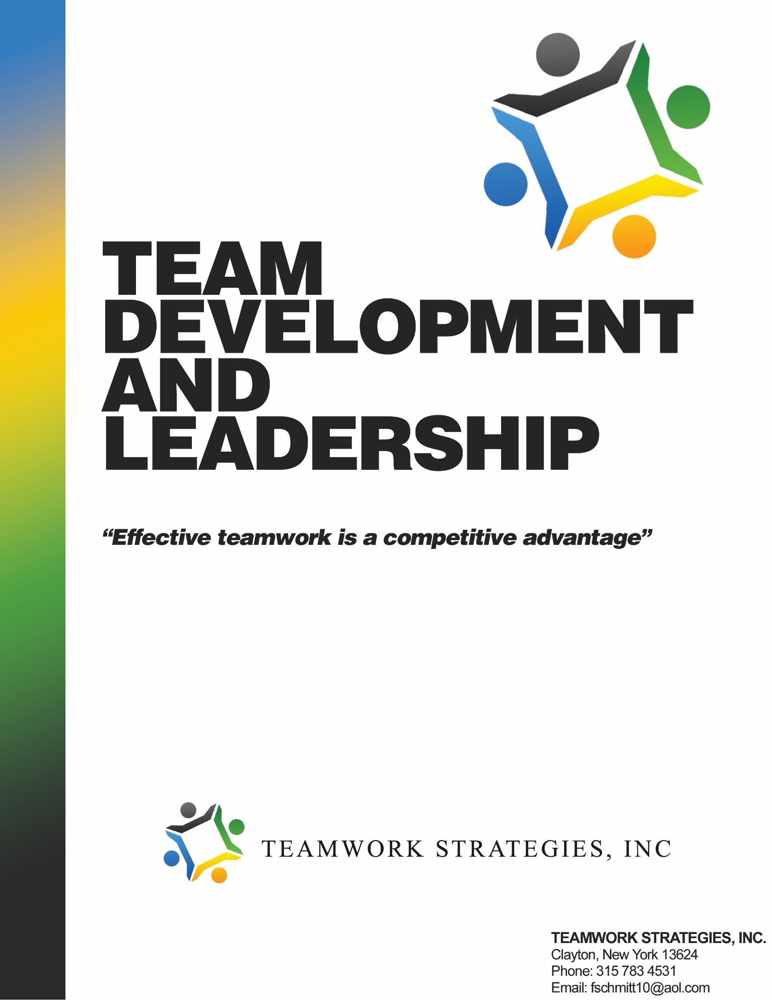 TEAM
DEVELOPMENT
AND
LEADERSHIP
“Effective teamwork is a competitive advantage”
TEAMWORK STRATEGIES, INC
TEAMWORK STRATEGIES, INC.
Clayton, New York 13624
Phone: 315 783 4531
Email: fschmitt10@aol.com